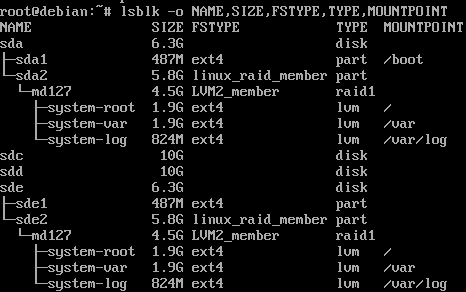 root@debian:~# lsblk -o NAME,SIZE,FSTYPE,TYPE,MOUNTPOINT
NAME                SIZE FSTYPE            TYPE  MOUNTPOINT
sda                 6.3G                   disk
├─sda1              487M ext4              part  /boot
└─sda2              5.8G linux_raid_member part
  └─md127           4.5G LVM2_member       raid1
    ├─system-root   1.9G ext4              lvm   /
    ├─system-var    1.9G ext4              lvm   /var
    └─system-log    824M ext4              lvm   /var/log
sdc                  10G                   disk
sdd                  10G                   disk
sde                 6.3G                   disk
├─sde1              487M ext4              part
└─sde2              5.8G linux_raid_member part
  └─md127           4.5G LVM2_member       raid1
    ├─system-root   1.9G ext4              lvm   /
    ├─system-var    1.9G ext4              lvm   /var
    └─system-log    824M ext4              lvm   /var/log